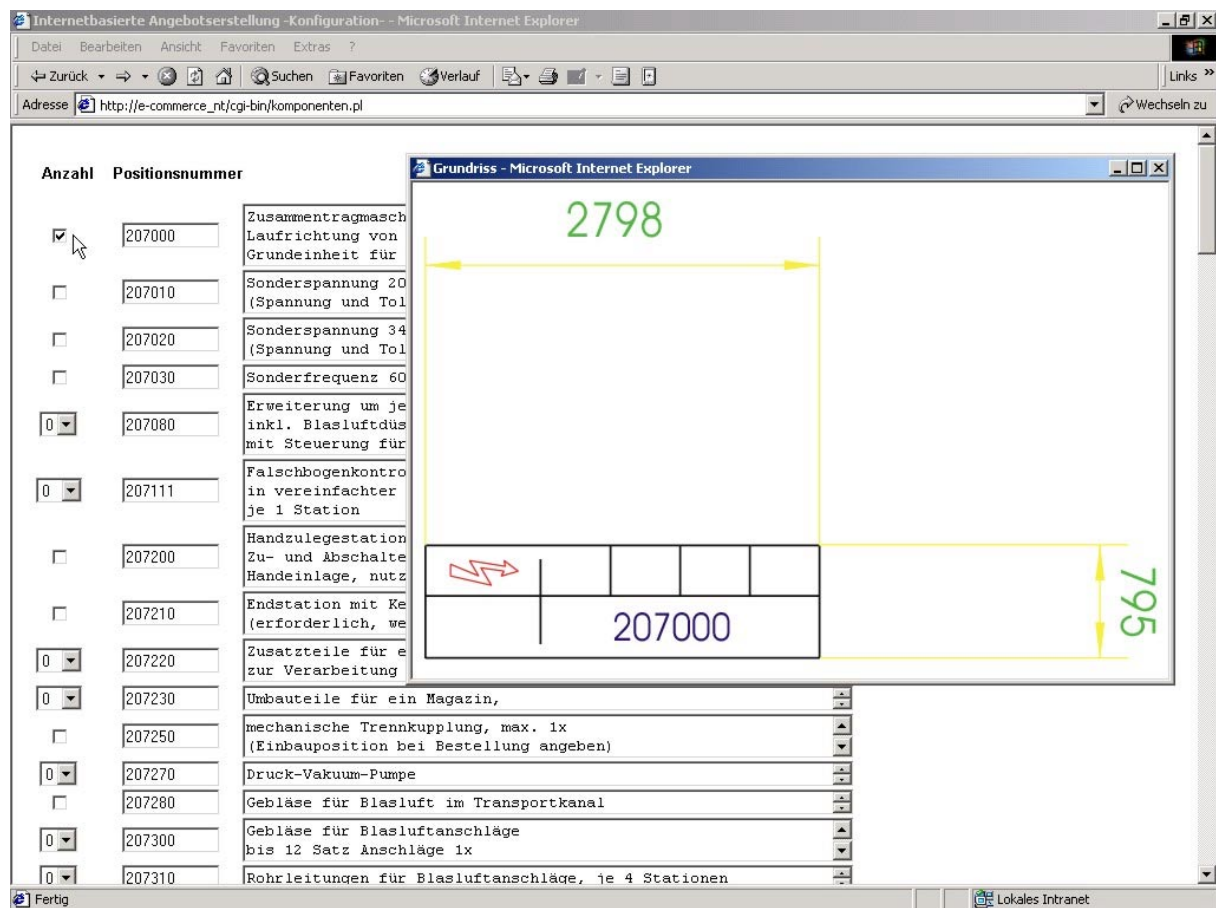 Internetbasierte Angebotserstellung -Konfiguration- - Microsoft Internet Explorer
Datei Bearbeiten Ansicht Favoriten Extras ?
Zurück Suchen Favoriten Verlauf Links »
Adresse http://e-commerce_nt/cgi-bin/komponenten.pl Wechseln zu
Anzahl Positionsnummer
207000 Zusammentragmasch
Laufrichtung von
Grundeinheit für
207010 Sonderspannung 20
(Spannung und Tol
207020 Sonderspannung 34
(Spannung und Tol
207030 Sonderfrequenz 60
0 207080 Erweiterung um je
inkl. Blasluftdüs
mit Steuerung für
0 207111 Falschbogenkontro
in vereinfachter
je 1 Station
207200 Handzulegestation
Zu- und Abschalte
Handeinlage, nutz
207210 Endstation mit Ke
(erforderlich, we
0 207220 Zusatzteile für e
zur Verarbeitung
0 207230 Umbauteile für ein Magazin,
207250 mechanische Trennkupplung, max. 1x
(Einbauposition bei Bestellung angeben)
0 207270 Druck-Vakuum-Pumpe
207280 Gebläse für Blasluft im Transportkanal
0 207300 Gebläse für Blasluftanschläge
bis 12 Satz Anschläge 1x
0 207310 Rohrleitungen für Blasluftanschläge, je 4 Stationen
Grundriss - Microsoft Internet Explorer
2798
207000
795
Fertig Lokales Intranet